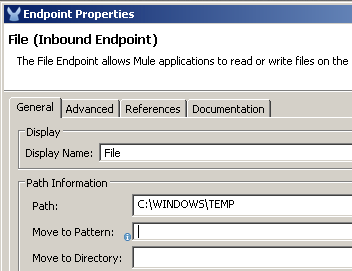 Endpoint Properties
File (Inbound Endpoint)
The File Endpoint allows Mule applications to read or write files on the
General Advanced References Documentation
Display
Display Name: File
Path Information
Path: C:\WINDOWS\TEMP
Move to Pattern:
Move to Directory: